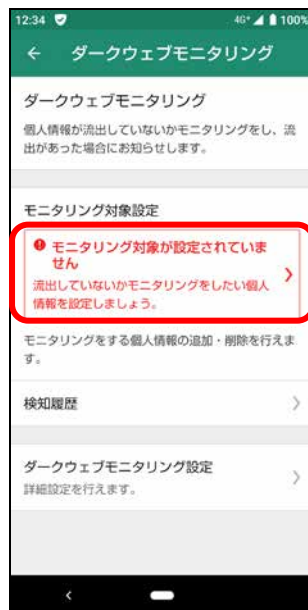 12:34 4G+ 100%
← ダークウェブモニタリング
ダークウェブモニタリング
個人情報が流出していないかモニタリングをし、流
出があった場合にお知らせします。
モニタリング対象設定
モニタリング対象が設定されていま
せん
流出していないかモニタリングをしたい個人
情報を設定しましょう。
モニタリングをする個人情報の追加・削除を行えま
す。
検知履歴
ダークウェブモニタリング設定
詳細設定を行えます。